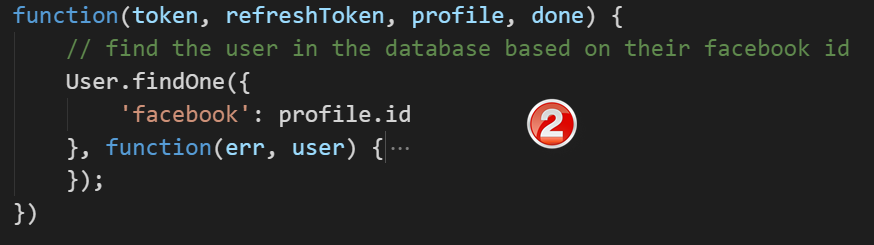 function(token, refreshToken, profile, done) {
    // find the user in the database based on their facebook id
    User.findOne({
        'facebook': profile.id
2
    }, function(err, user) {⋯
    });
})